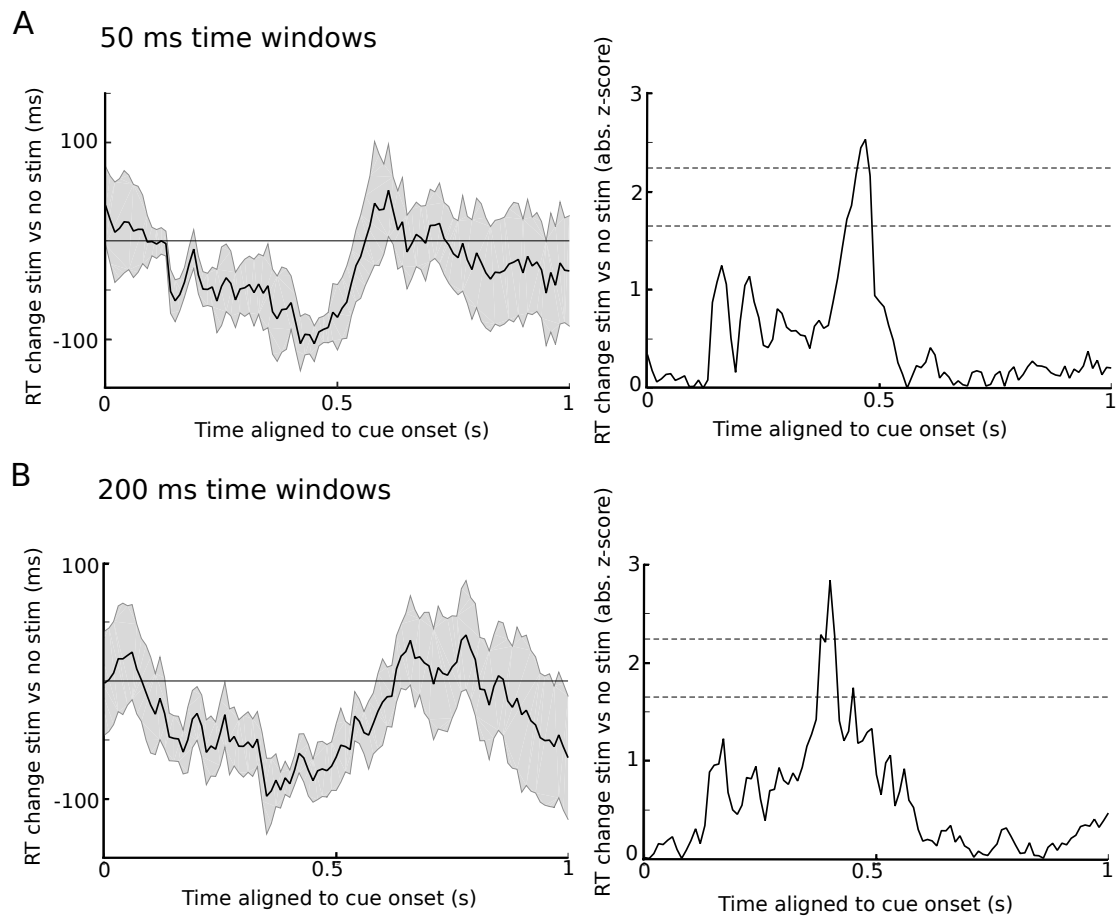 A
50 ms time windows
RT change stim vs no stim (ms)
100
-100
0
0.5
1
Time aligned to cue onset (s)
RT change stim vs no stim (abs. z-score)
3
2
1
0
0
0.5
1
Time aligned to cue onset (s)
B
200 ms time windows
RT change stim vs no stim (ms)
100
-100
0
0.5
1
Time aligned to cue onset (s)
RT change stim vs no stim (abs. z-score)
3
2
1
0
0
0.5
1
Time aligned to cue onset (s)